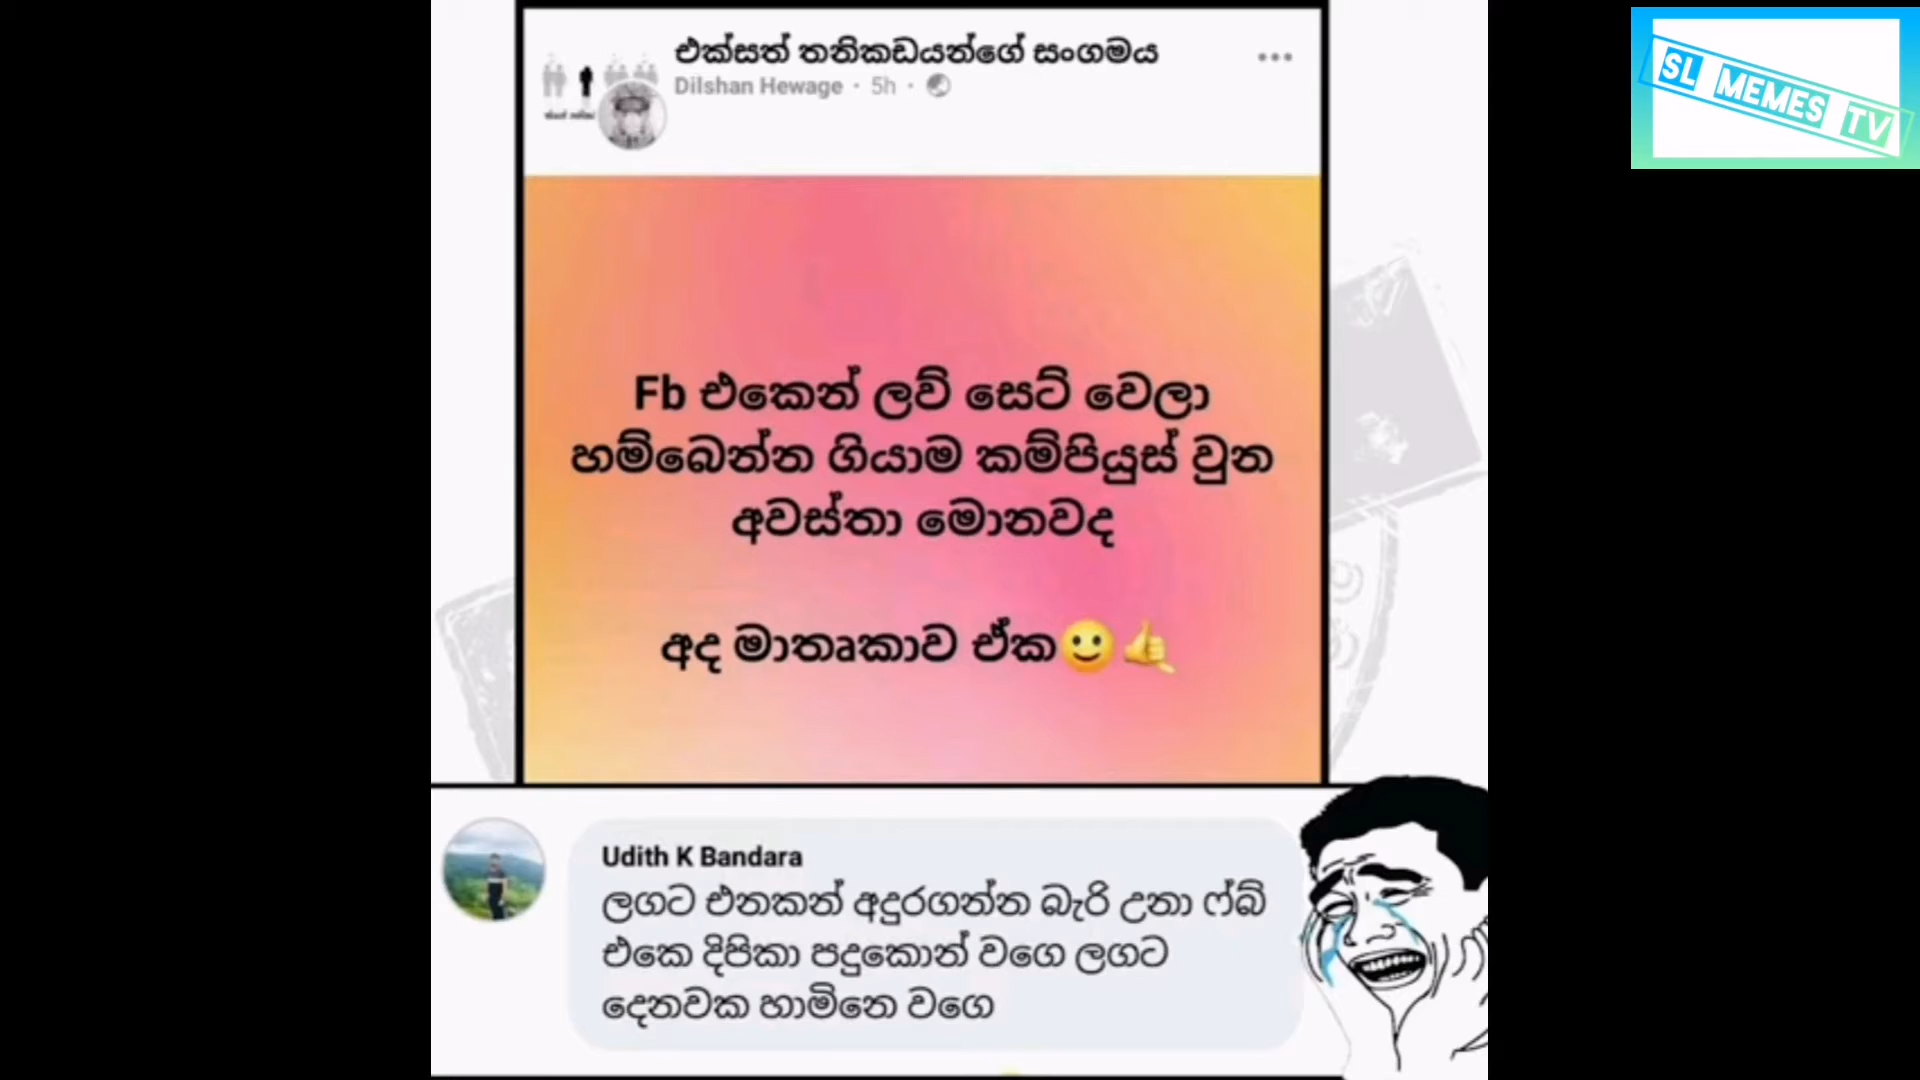 එක්සත් තනිකඩයන්ගේ සංගමය
Dilshan Hewage · 5h ·
SL MEMES TV
Fb එකෙන් ලව් සෙට් වෙලා
හම්බෙන්න ගියාම කම්පියුස් වුන
අවස්තා මොනවද
අද මාතෘකාව ඒක🙂🤙
Udith K Bandara
ලගට එනකන් අදුරගන්න බැරි උනා ෆ්බ්
එකෙ දිපිකා පදුකොන් වගෙ ලගට
දෙනවක හාමිනෙ වගෙ